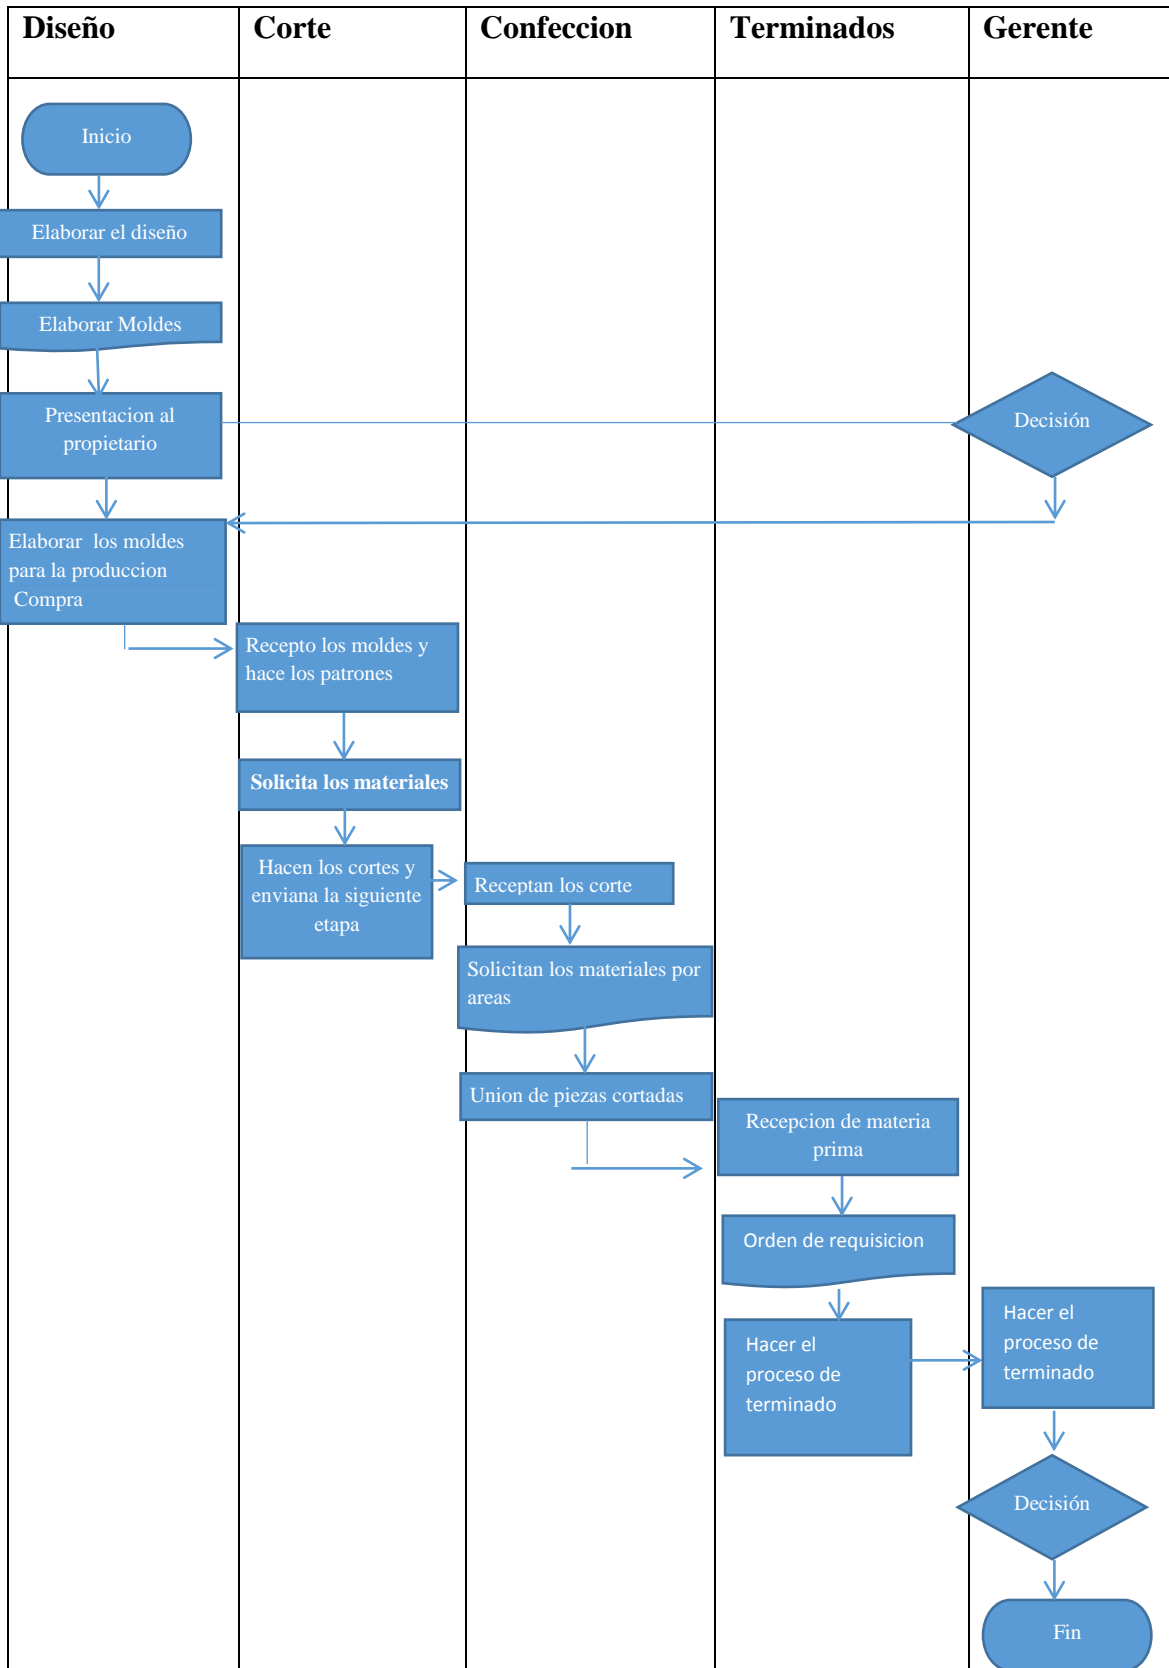 Diseño
Corte
Confeccion
Terminados
Gerente
Inicio
Elaborar el diseño
Elaborar Moldes
Presentacion al
propietario
Decisión
Elaborar los moldes
para la produccion
Compra
Recepto los moldes y
hace los patrones
Solicita los materiales
Hacen los cortes y
enviana la siguiente
etapa
Receptan los corte
Solicitan los materiales por
areas
Union de piezas cortadas
Recepcion de materia
prima
Orden de requisicion
Hacer el
proceso de
terminado
Hacer el
proceso de
terminado
Decisión
Fin